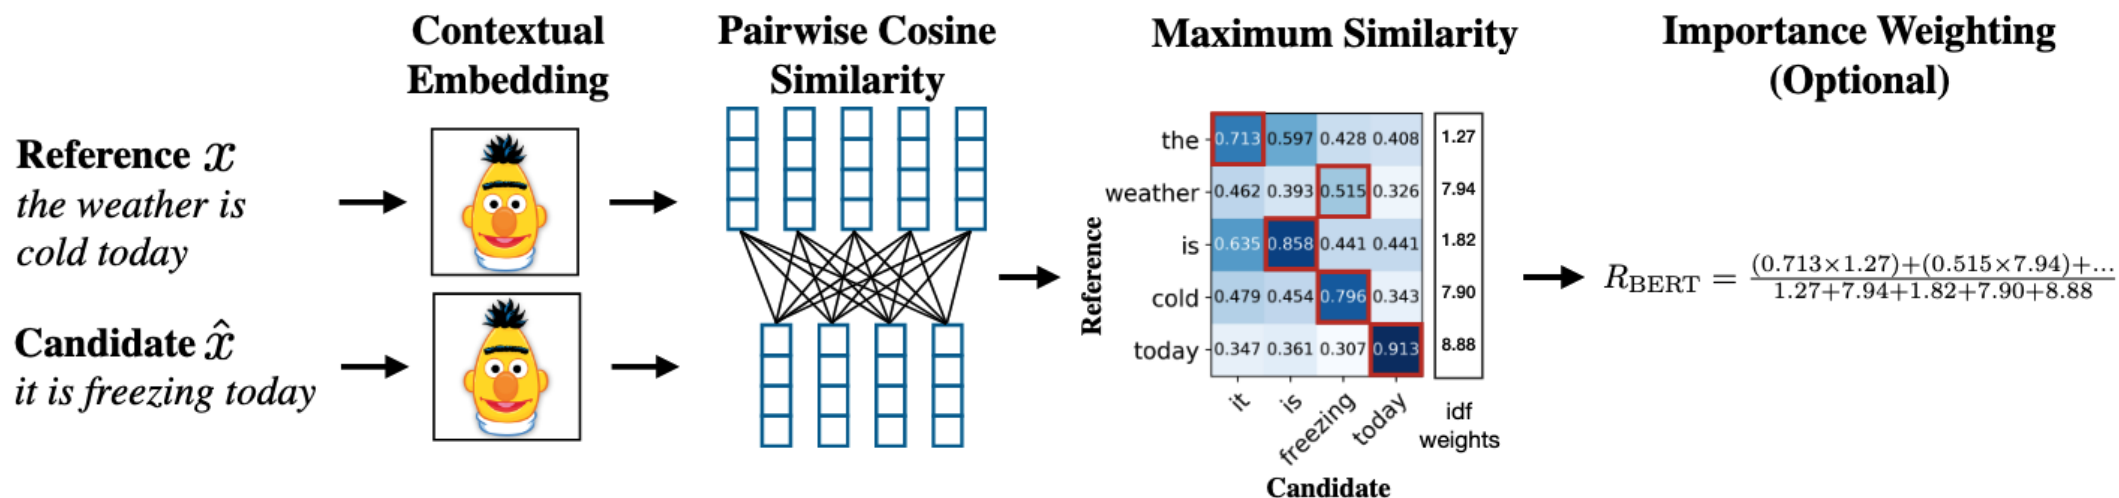 Contextual
Embedding
Pairwise Cosine
Similarity
Maximum Similarity
Importance Weighting
(Optional)
Reference x
the weather is
cold today
Candidate x̂
it is freezing today
Reference
the 0.713 0.597 0.428 0.408 1.27
weather 0.462 0.393 0.515 0.326 7.94
is 0.635 0.858 0.441 0.441 1.82
cold 0.479 0.454 0.796 0.343 7.90
today 0.347 0.361 0.307 0.913 8.88
it is freezing today
idf
weights
Candidate
R_BERT = (0.713×1.27)+(0.515×7.94)+...
1.27+7.94+1.82+7.90+8.88